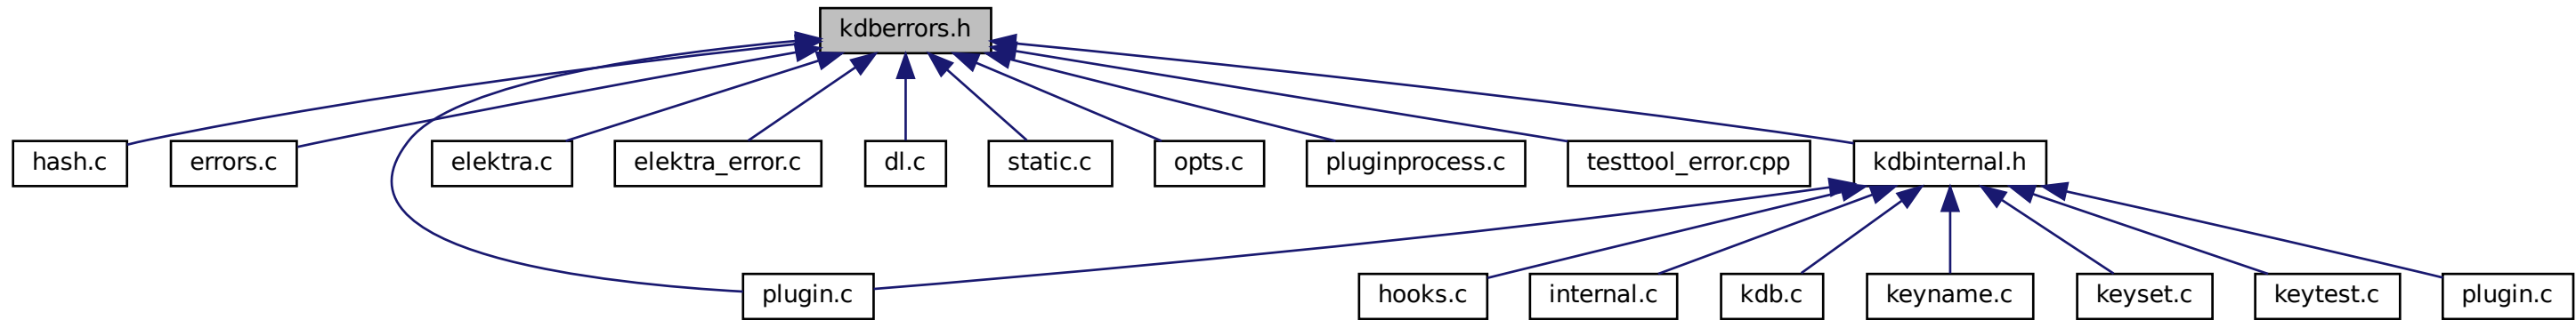 kdberrors.h
hash.c
errors.c
elektra.c
elektra_error.c
dl.c
static.c
opts.c
pluginprocess.c
testtool_error.cpp
kdbinternal.h
plugin.c
hooks.c
internal.c
kdb.c
keyname.c
keyset.c
keytest.c
plugin.c